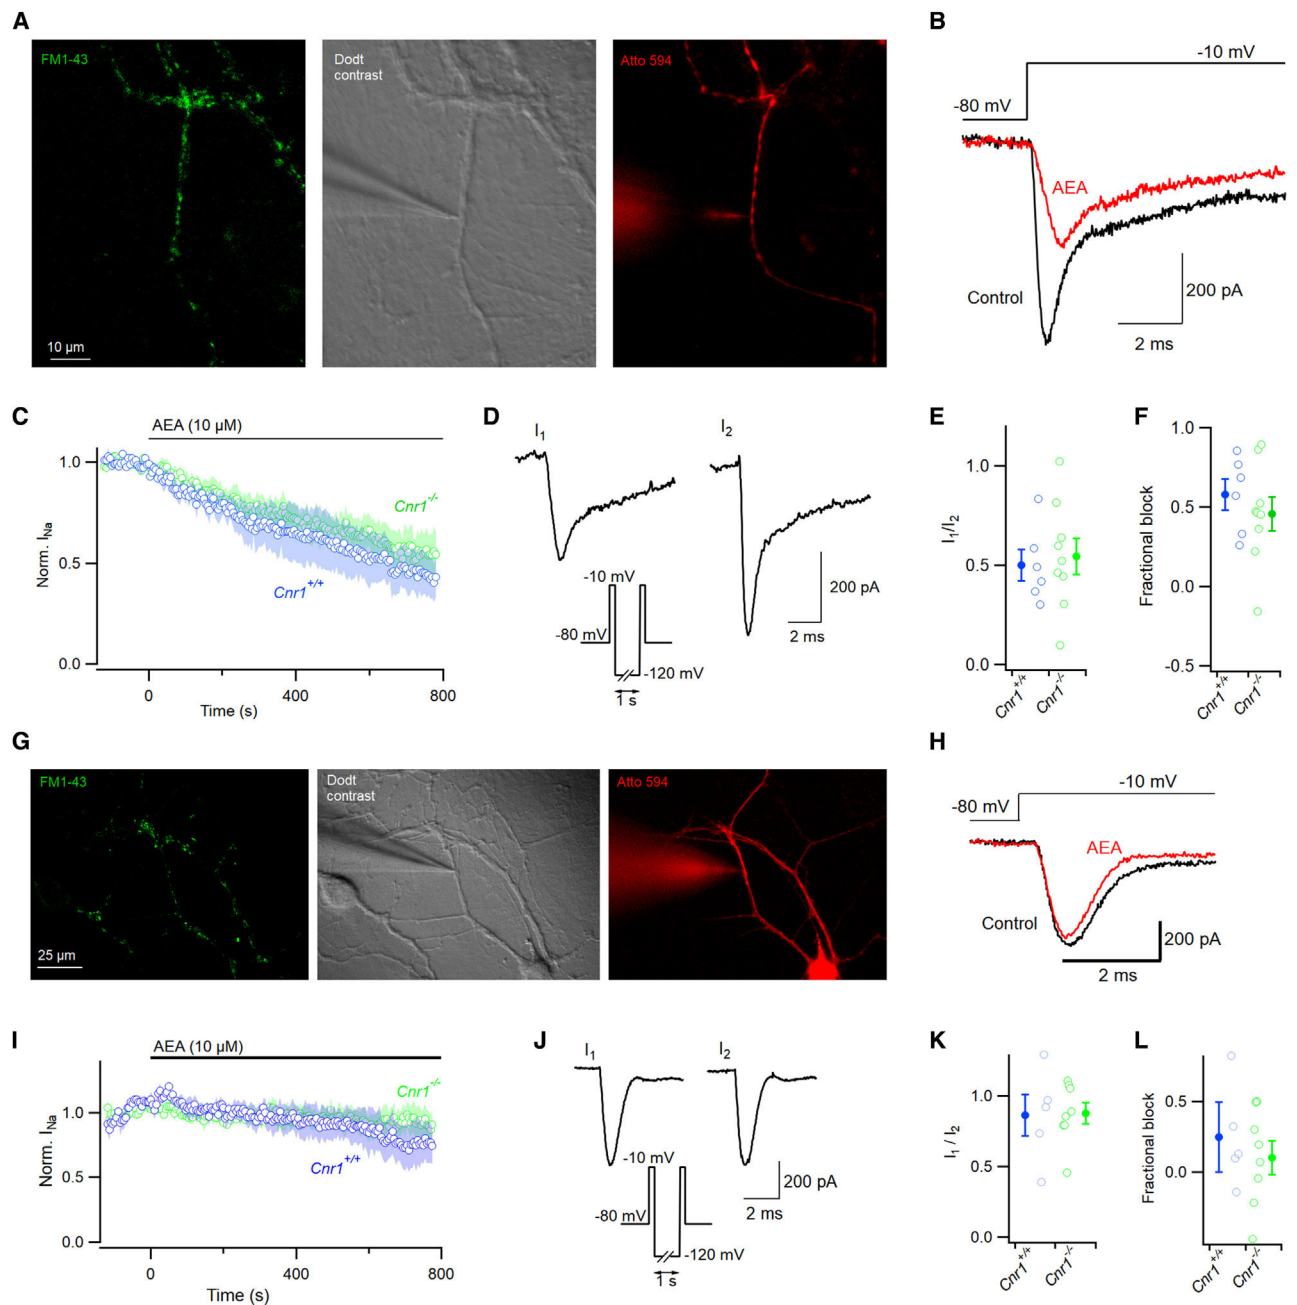 A
FM1-43
10 µm
Dodt
contrast
Atto 594
B
-10 mV
-80 mV
AEA
Control
200 pA
2 ms
C
AEA (10 µM)
1.0
0.5
0.0
Norm. I_Na
Cnr1^-/-
Cnr1^+/+
0
400
800
Time (s)
D
I_1
I_2
-10 mV
-80 mV
-120 mV
1 s
200 pA
2 ms
E
1.0
0.5
0.0
I_1/I_2
Cnr1^+/+
Cnr1^-/-
F
1.0
0.5
0.0
-0.5
Fractional block
Cnr1^+/+
Cnr1^-/-
G
FM1-43
25 µm
Dodt
contrast
Atto 594
H
-10 mV
-80 mV
AEA
Control
200 pA
2 ms
I
AEA (10 µM)
1.0
0.5
0.0
Norm. I_Na
Cnr1^-/-
Cnr1^+/+
0
400
800
Time (s)
J
I_1
I_2
-10 mV
-80 mV
-120 mV
1 s
200 pA
2 ms
K
1.0
0.5
0.0
I_1 / I_2
Cnr1^+/+
Cnr1^-/-
L
0.5
0.0
Fractional block
Cnr1^+/+
Cnr1^-/-